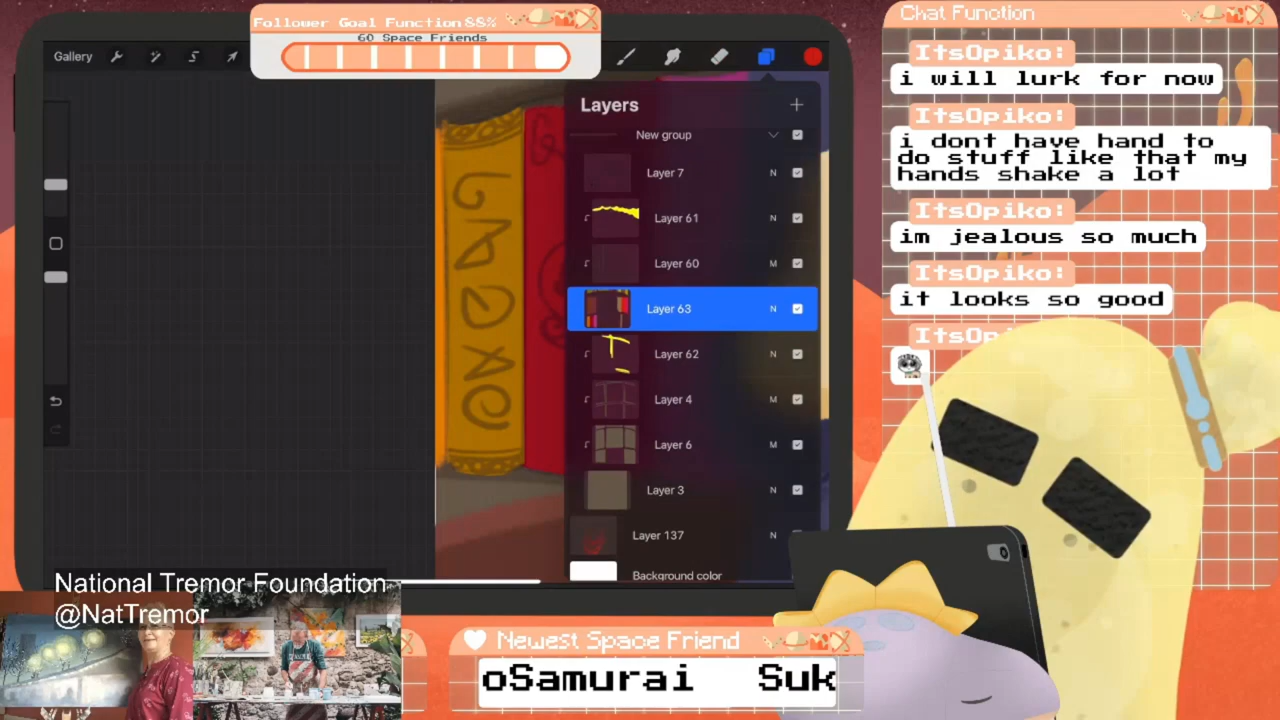 Follower Goal Function 88%
60 Space Friends
Gallery
Layers
New group
Layer 7
N
Layer 61
N
Layer 60
M
Layer 63
N
Layer 62
N
Layer 4
M
Layer 6
M
Layer 3
N
Layer 137
N
Background color
Chat Function
ItsOpiko:
i will lurk for now
ItsOpiko:
i dont have hand to
do stuff like that my
hands shake a lot
ItsOpiko:
im jealous so much
ItsOpiko:
it looks so good
National Tremor Foundation
@NatTremor
Newest Space Friend
oSamurai Suk